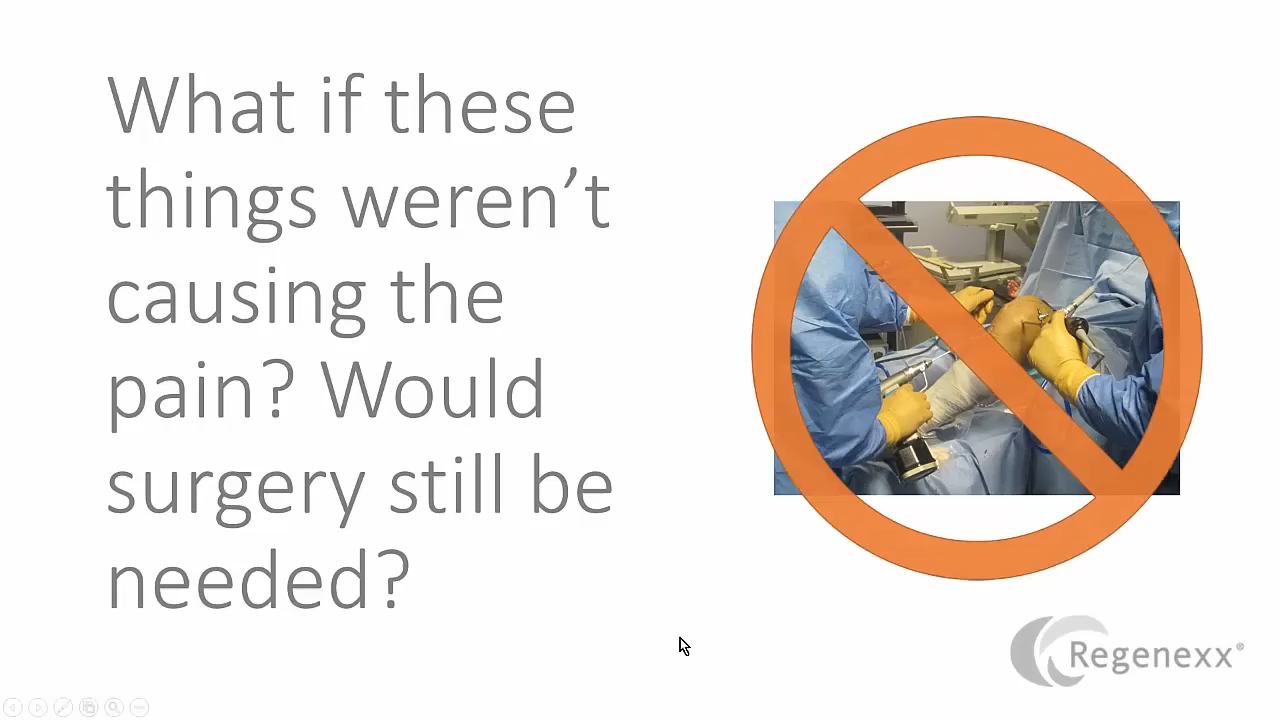 What if these
things weren’t
causing the
pain? Would
surgery still be
needed?
Regenexx®